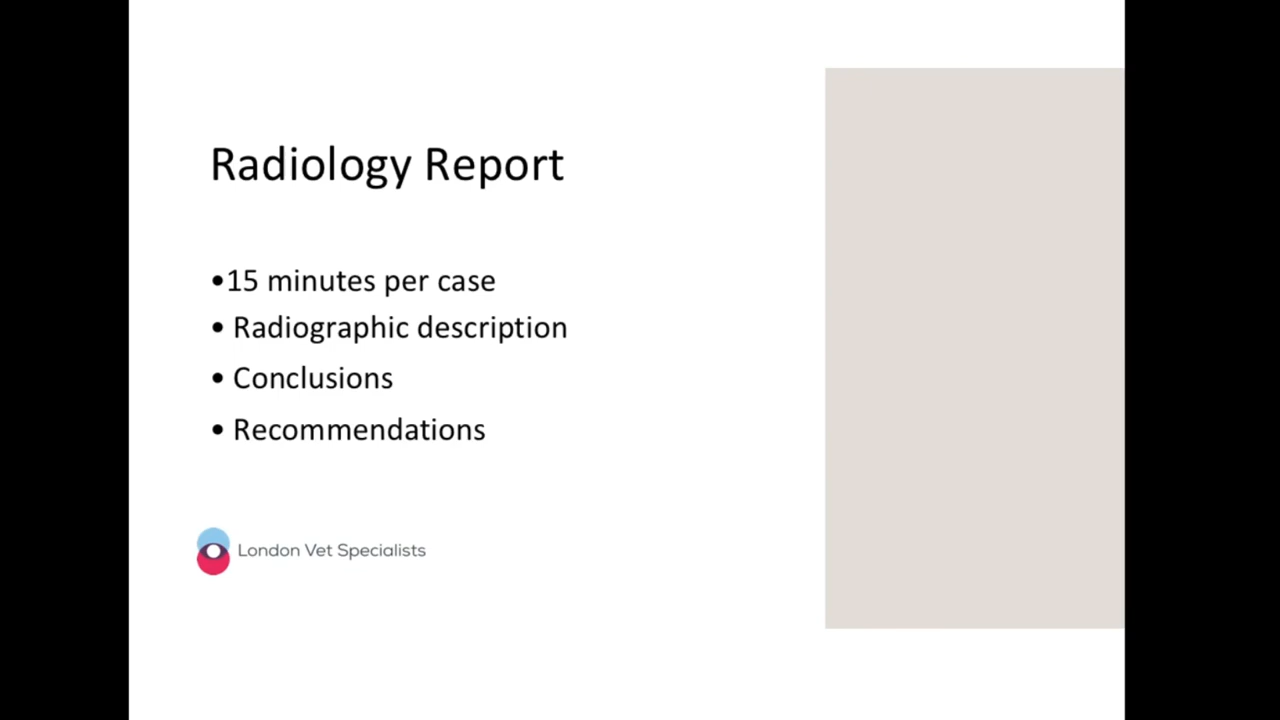 Radiology Report
•15 minutes per case
• Radiographic description
• Conclusions
• Recommendations
London Vet Specialists